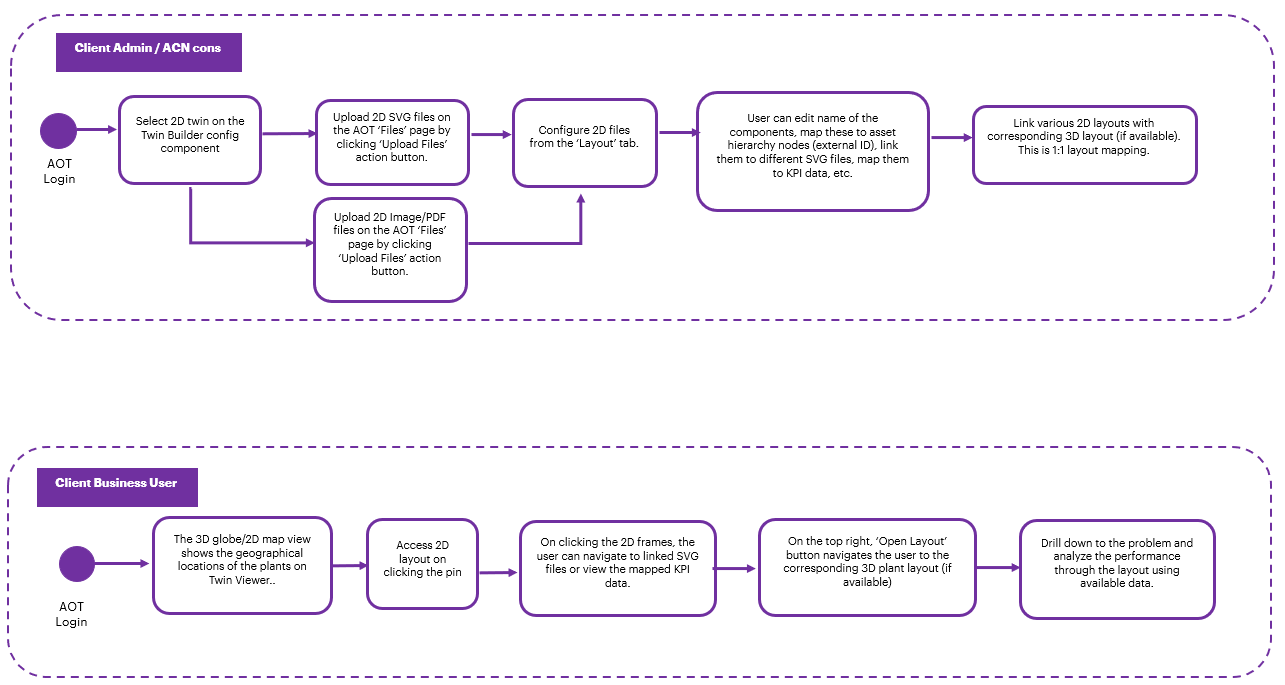 Client Admin / ACN cons
AOT
Login
Select 2D twin on the
Twin Builder config
component
Upload 2D SVG files on
the AOT ‘Files’ page by
clicking ‘Upload Files’
action button.
Upload 2D Image/PDF
files on the AOT ‘Files’
page by clicking
‘Upload Files’ action
button.
Configure 2D files
from the ‘Layout’ tab.
User can edit name of the
components, map these to asset
hierarchy nodes (external ID), link
them to different SVG files, map them
to KPI data, etc.
Link various 2D layouts with
corresponding 3D layout (if available).
This is 1:1 layout mapping.
Client Business User
AOT
Login
The 3D globe/2D map view
shows the geographical
locations of the plants on
Twin Viewer..
Access 2D
layout on
clicking the pin
On clicking the 2D frames, the
user can navigate to linked SVG
files or view the mapped KPI
data.
On the top right, ‘Open Layout’
button navigates the user to the
corresponding 3D plant layout (if
available)
Drill down to the problem and
analyze the performance
through the layout using
available data.